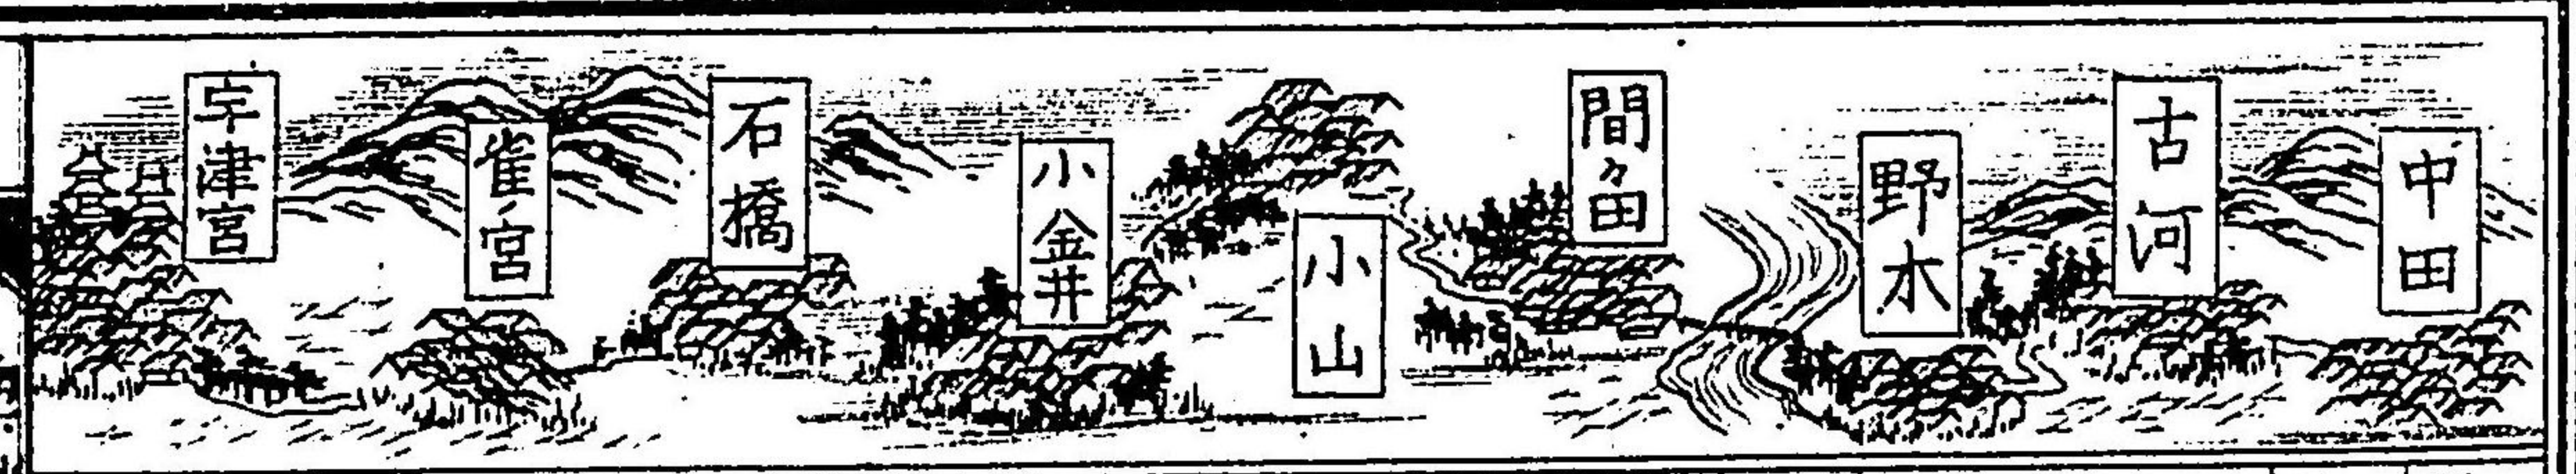 中田
古河
野木
間々田
小山
小金井
石橋
雀ノ宮
宇津宮